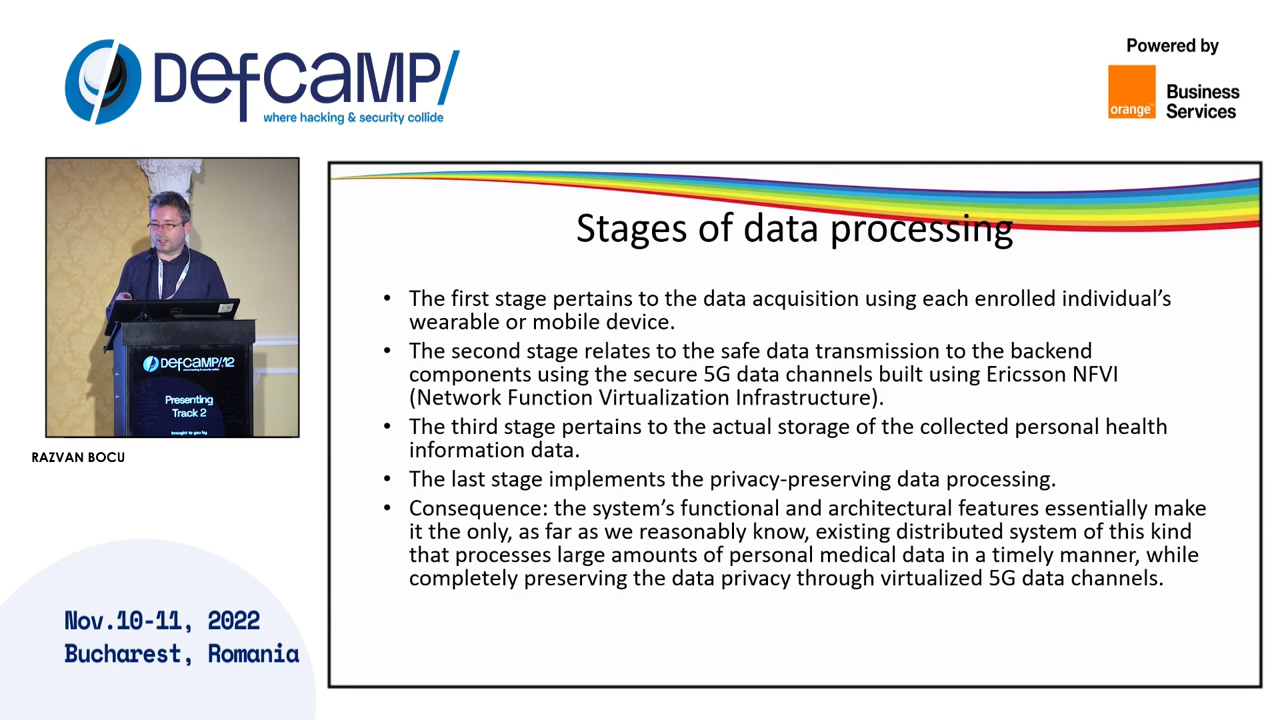 DefCamp/
where hacking & security collide
Powered by
orange™
Business
Services
DefCamp/.12
Presenting
Track 2
brought to you by
RAZVAN BOCU
Nov.10-11, 2022
Bucharest, Romania
Stages of data processing
• The first stage pertains to the data acquisition using each enrolled individual’s
wearable or mobile device.
• The second stage relates to the safe data transmission to the backend
components using the secure 5G data channels built using Ericsson NFVI
(Network Function Virtualization Infrastructure).
• The third stage pertains to the actual storage of the collected personal health
information data.
• The last stage implements the privacy-preserving data processing.
• Consequence: the system’s functional and architectural features essentially make
it the only, as far as we reasonably know, existing distributed system of this kind
that processes large amounts of personal medical data in a timely manner, while
completely preserving the data privacy through virtualized 5G data channels.